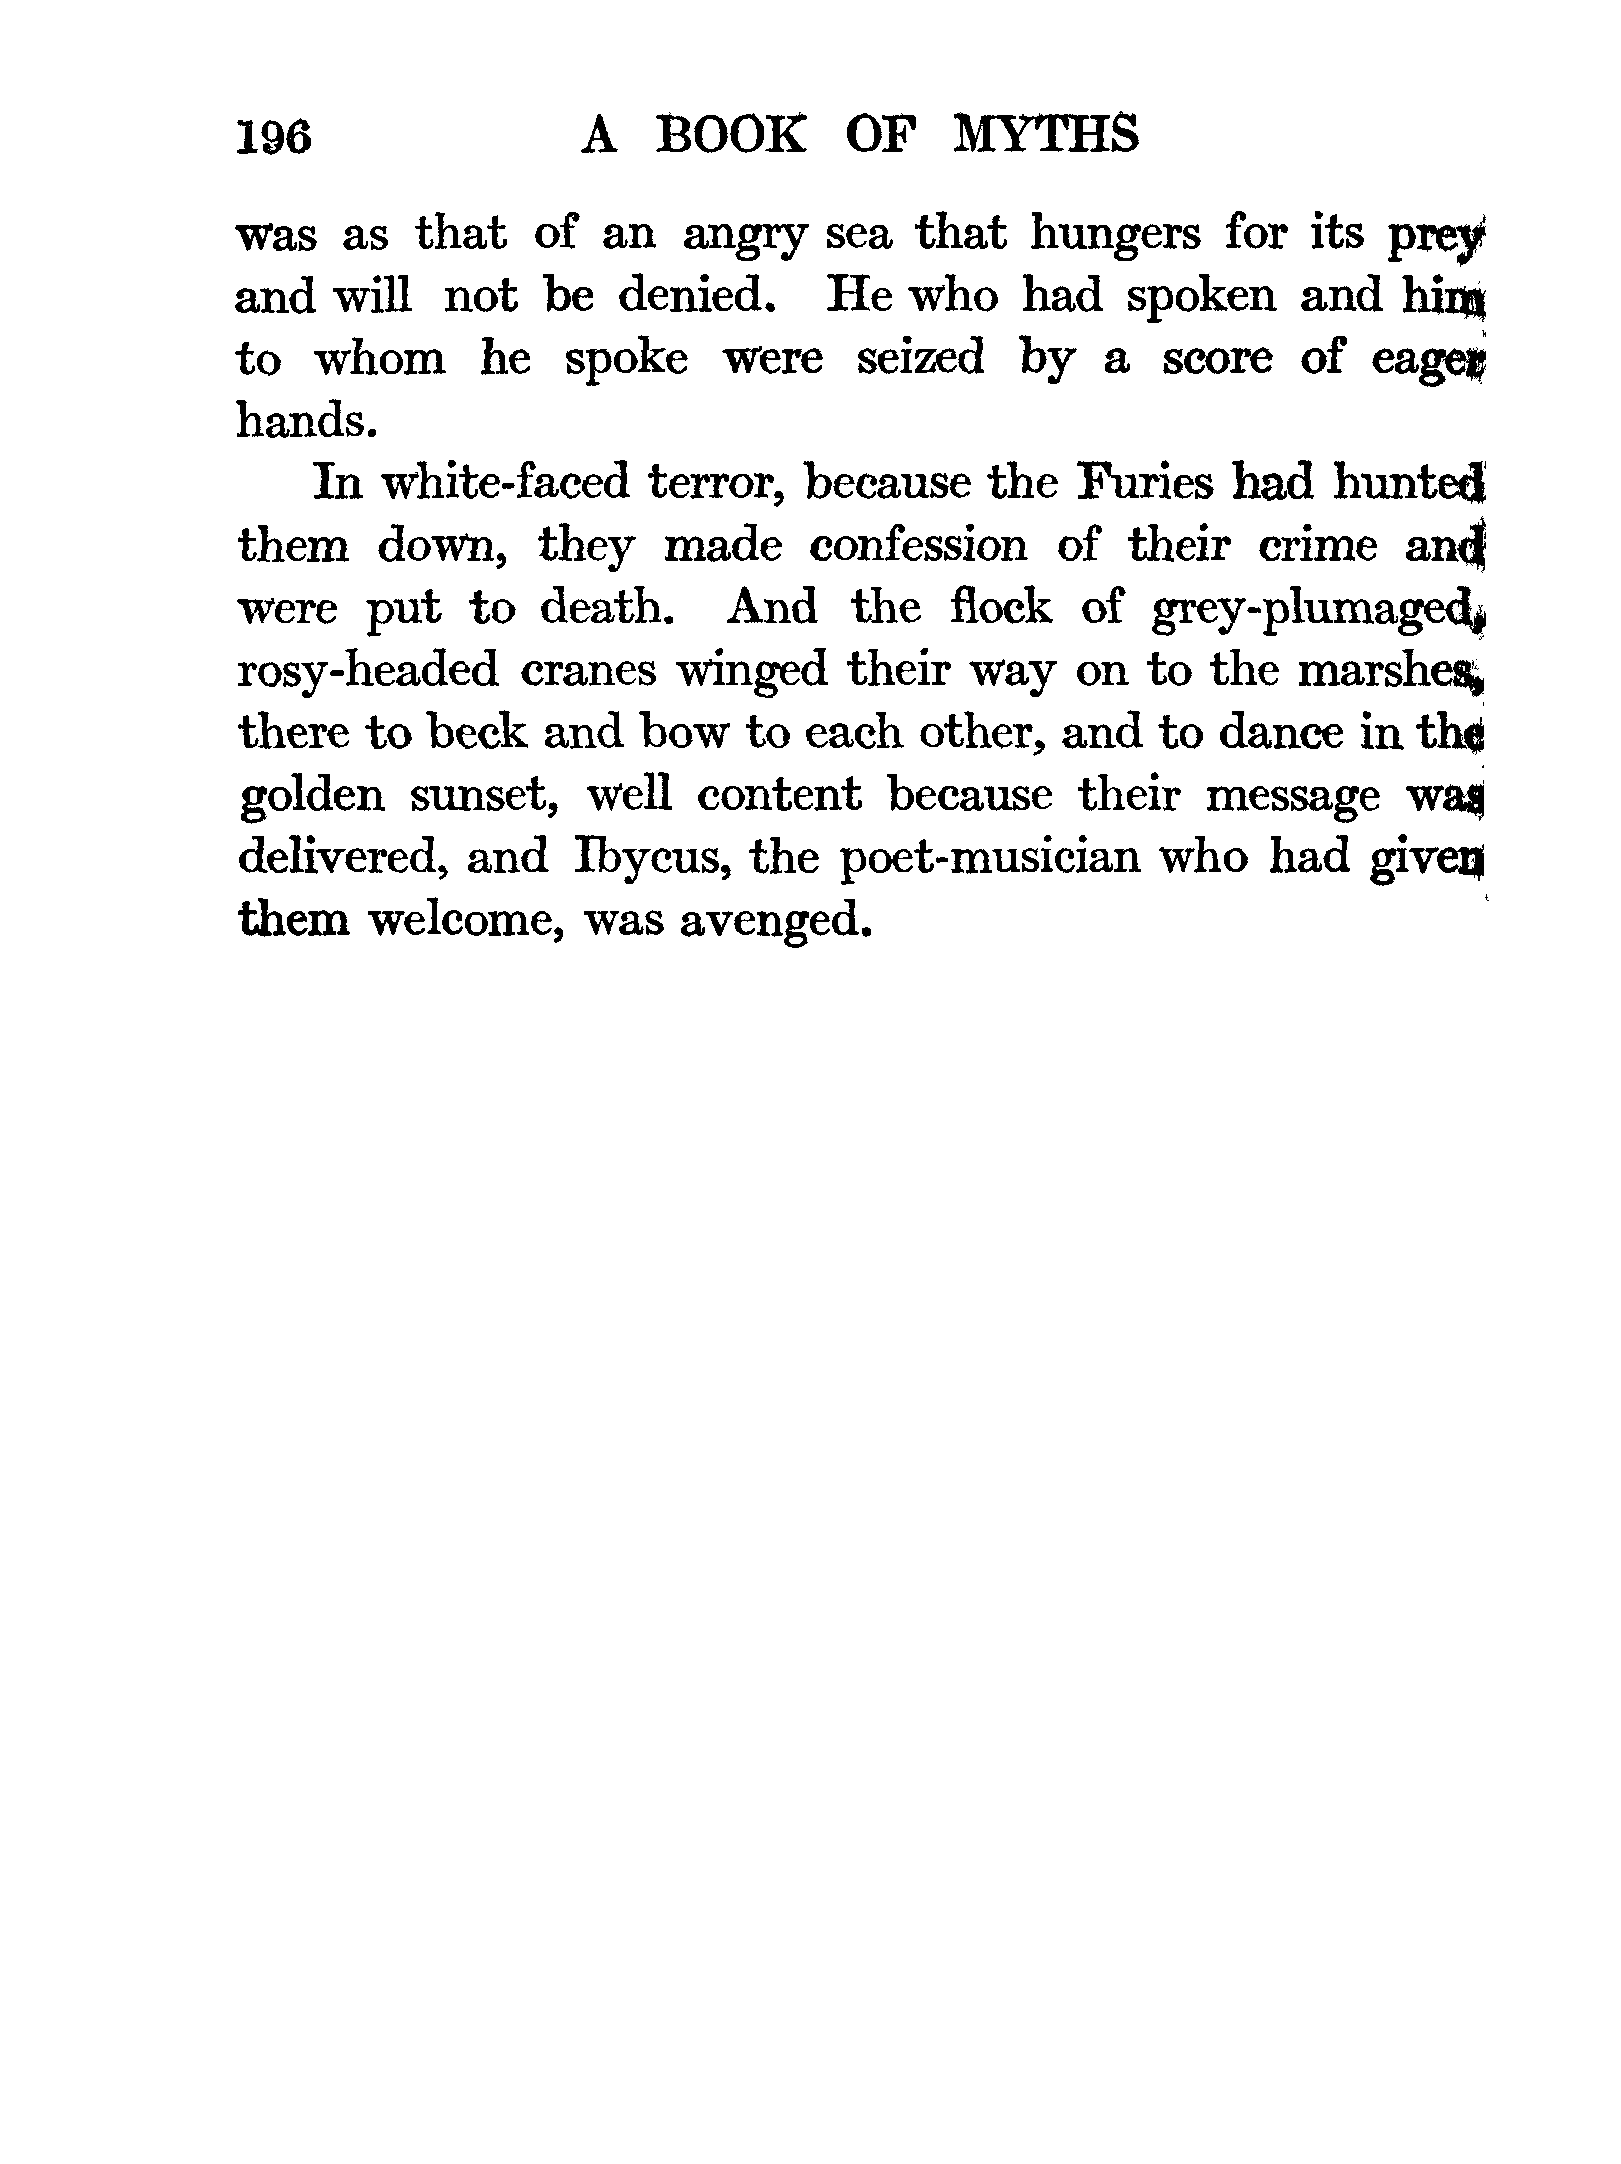 196 A BOOK OF MYTHS
was as that of an angry sea that hungers for its prey
and will not be denied. He who had spoken and him
to whom he spoke were seized by a score of eager
hands.
In white-faced terror, because the Furies had hunted
them down, they made confession of their crime and
were put to death. And the flock of grey-plumaged,
rosy-headed cranes winged their way on to the marshes,
there to beck and bow to each other, and to dance in the
golden sunset, well content because their message was
delivered, and Ibycus, the poet-musician who had given
them welcome, was avenged.